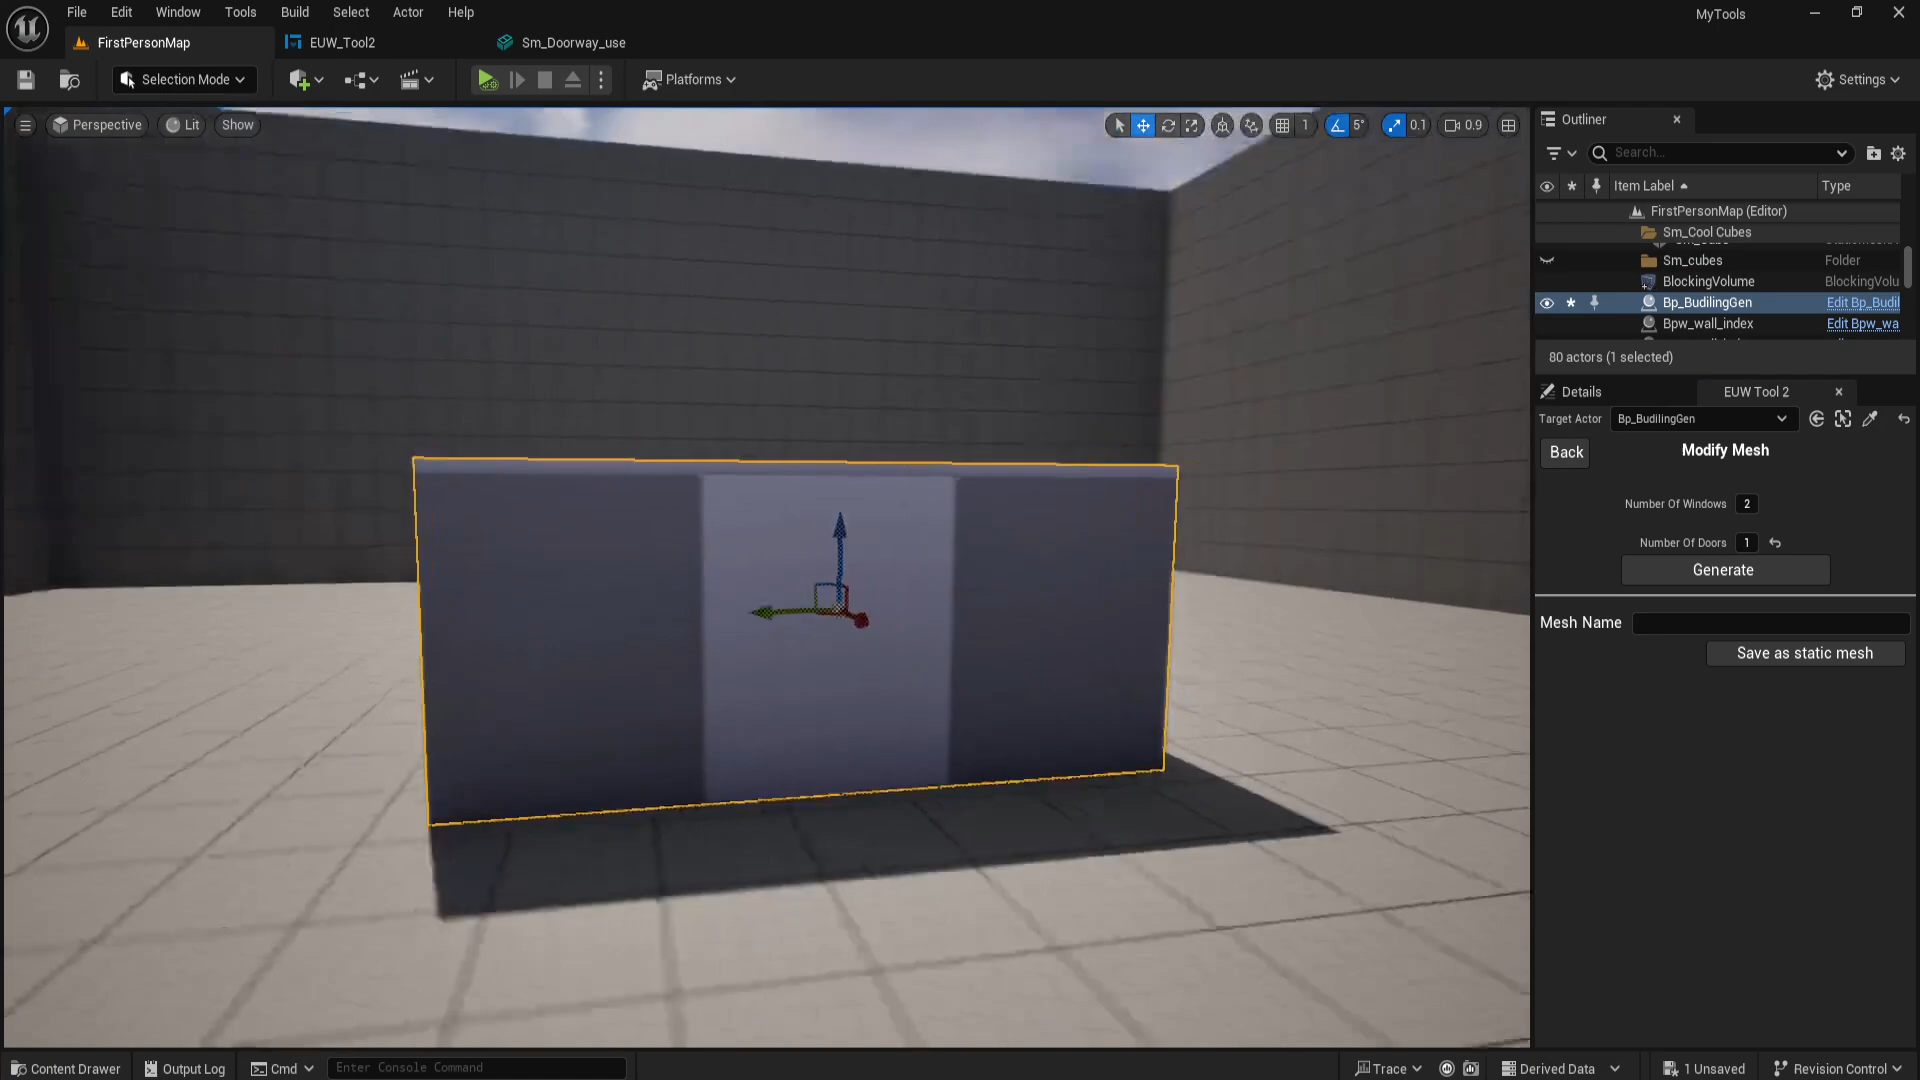 File Edit Window Tools Build Select Actor Help
MyTools
FirstPersonMap
EUW_Tool2
Sm_Doorway_use
Selection Mode
Platforms
Settings
Perspective
Lit
Show
1
5°
0.1
0.9
Outliner
Search...
Item Label
Type
FirstPersonMap (Editor)
Sm_Cool Cubes
Sm_cubes
Folder
BlockingVolume
BlockingVolu
Bp_BudilingGen
Edit Bp_Budil
Bpw_wall_index
Edit Bpw_wa
80 actors (1 selected)
Details
EUW Tool 2
Target Actor
Bp_BudilingGen
Back
Modify Mesh
Number Of Windows
2
Number Of Doors
1
Generate
Mesh Name
Save as static mesh
Content Drawer
Output Log
Cmd
Enter Console Command
Trace
Derived Data
1 Unsaved
Revision Control